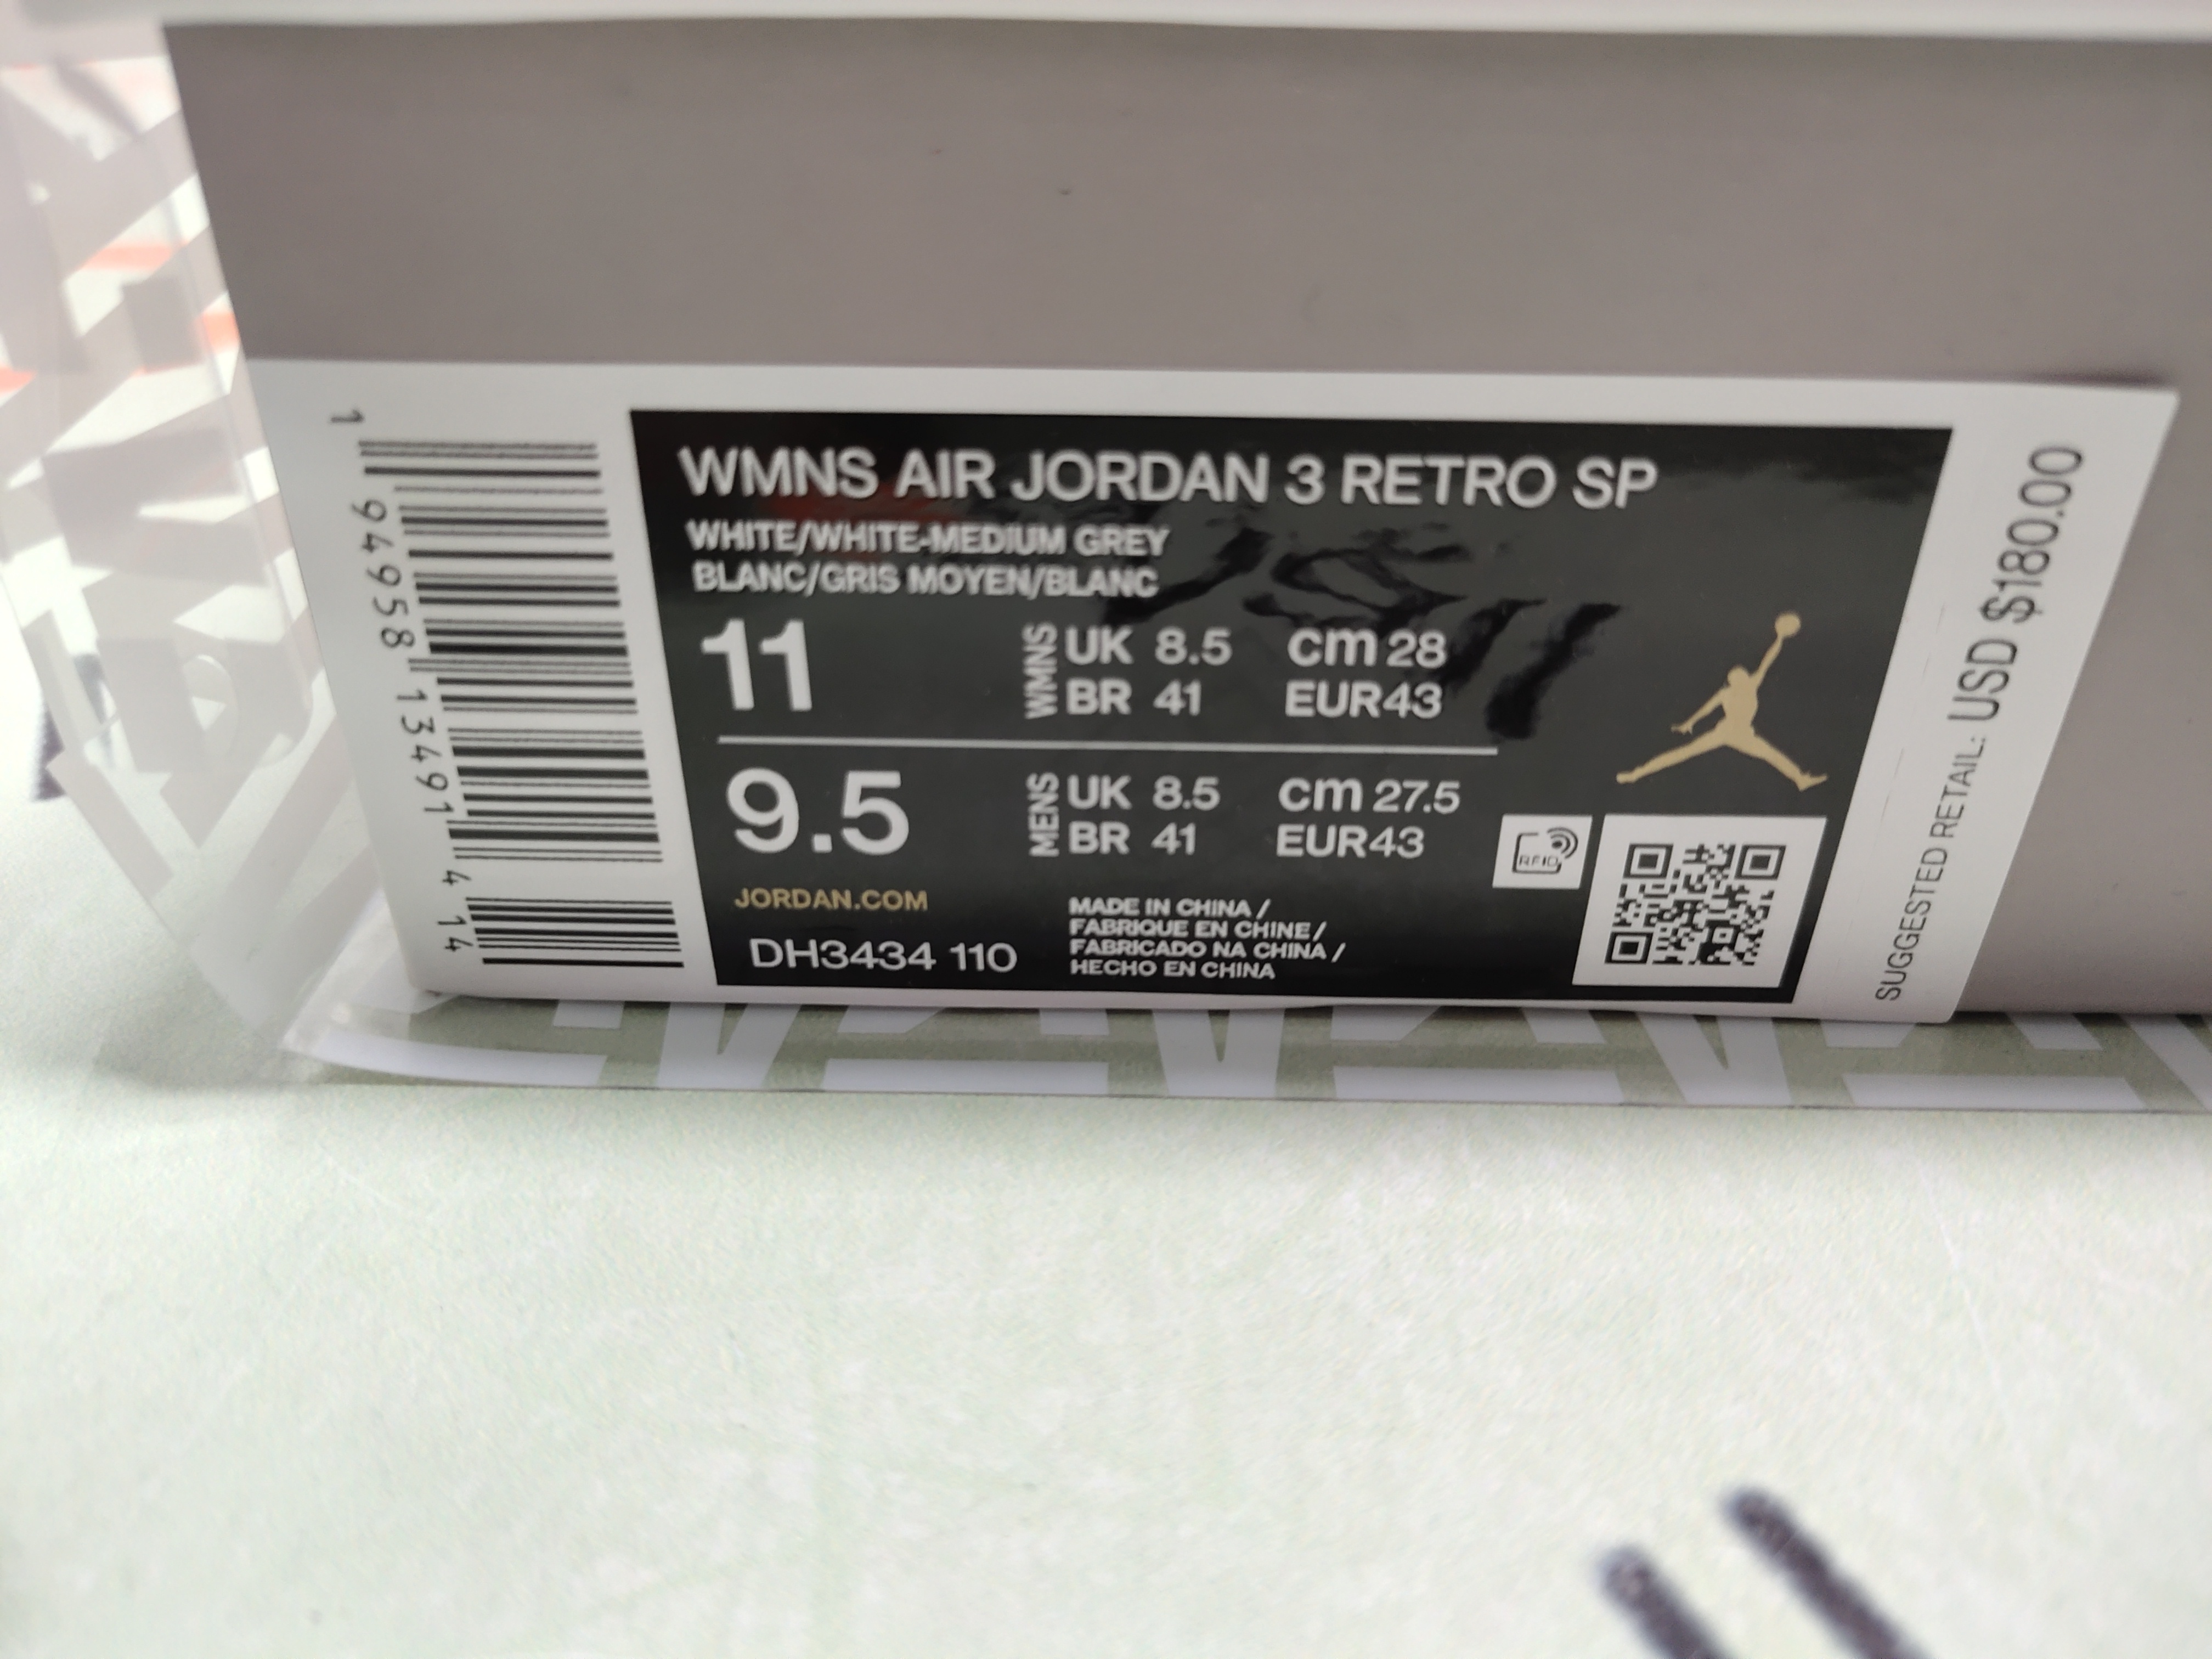 1 94958 13491 4 14
WMNS AIR JORDAN 3 RETRO SP
WHITE/WHITE-MEDIUM GREY
BLANC/GRIS MOYEN/BLANC
11
WMNS
UK 8.5 cm 28
BR 41 EUR43
9.5
MENS
UK 8.5 cm 27.5
BR 41 EUR43
JORDAN.COM
DH3434 110
MADE IN CHINA /
FABRIQUE EN CHINE /
FABRICADO NA CHINA /
HECHO EN CHINA
RFID
SUGGESTED RETAIL: USD $180.00